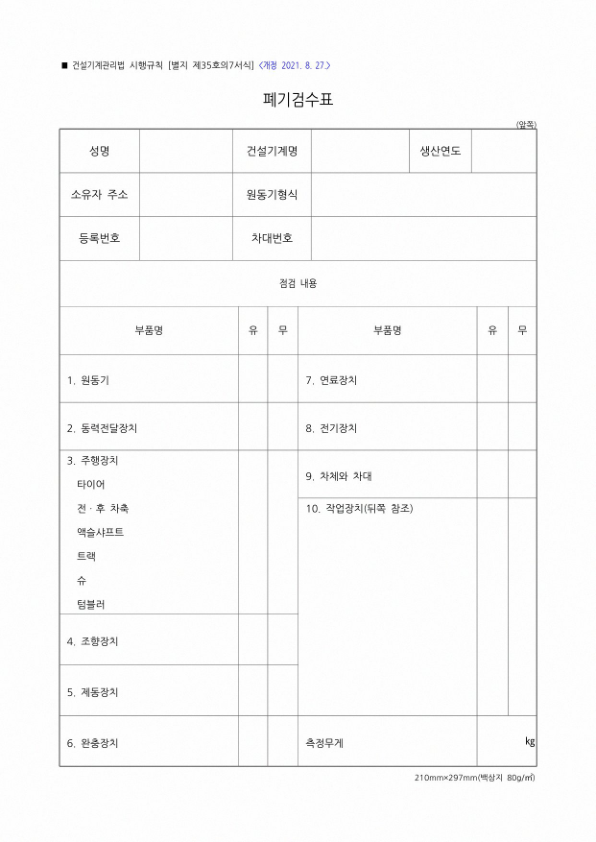 ■ 건설기계관리법 시행규칙 [별지 제35호의7서식] <개정 2021. 8. 27.>
폐기검수표
(앞쪽)
성명 건설기계명 생산연도
소유자 주소 원동기형식
등록번호 차대번호
점검 내용
부품명 유 무 부품명 유 무
1. 원동기 7. 연료장치
2. 동력전달장치 8. 전기장치
3. 주행장치
타이어
전ㆍ후 차축
액슬샤프트
트랙
슈
텀블러
9. 차체와 차대
10. 작업장치(뒤쪽 참조)
4. 조향장치
5. 제동장치
6. 완충장치 측정무게 ㎏
210mm×297mm(백상지 80g/㎡)